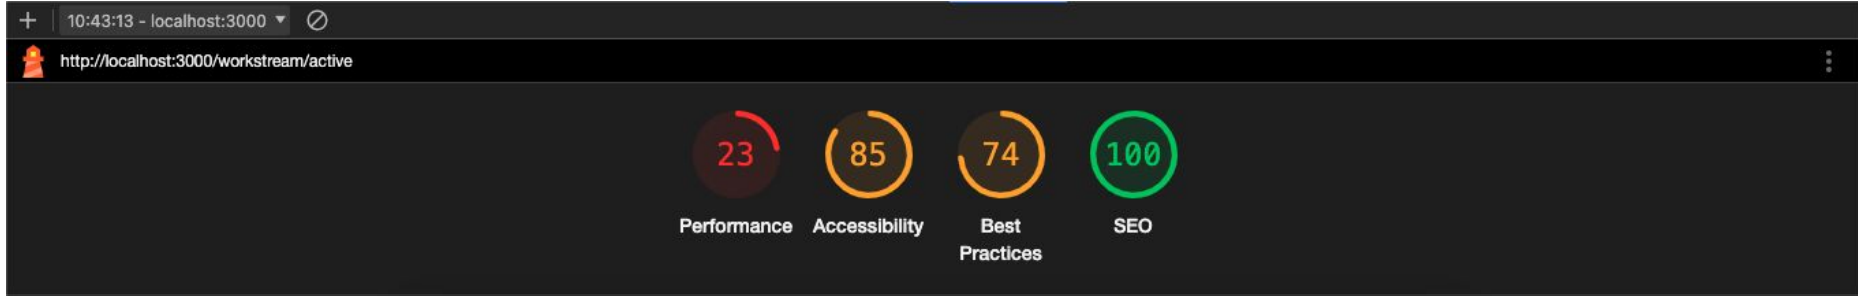 10:43:13 - localhost:3000
http://localhost:3000/workstream/active
23 85 74 100
Performance Accessibility Best Practices SEO